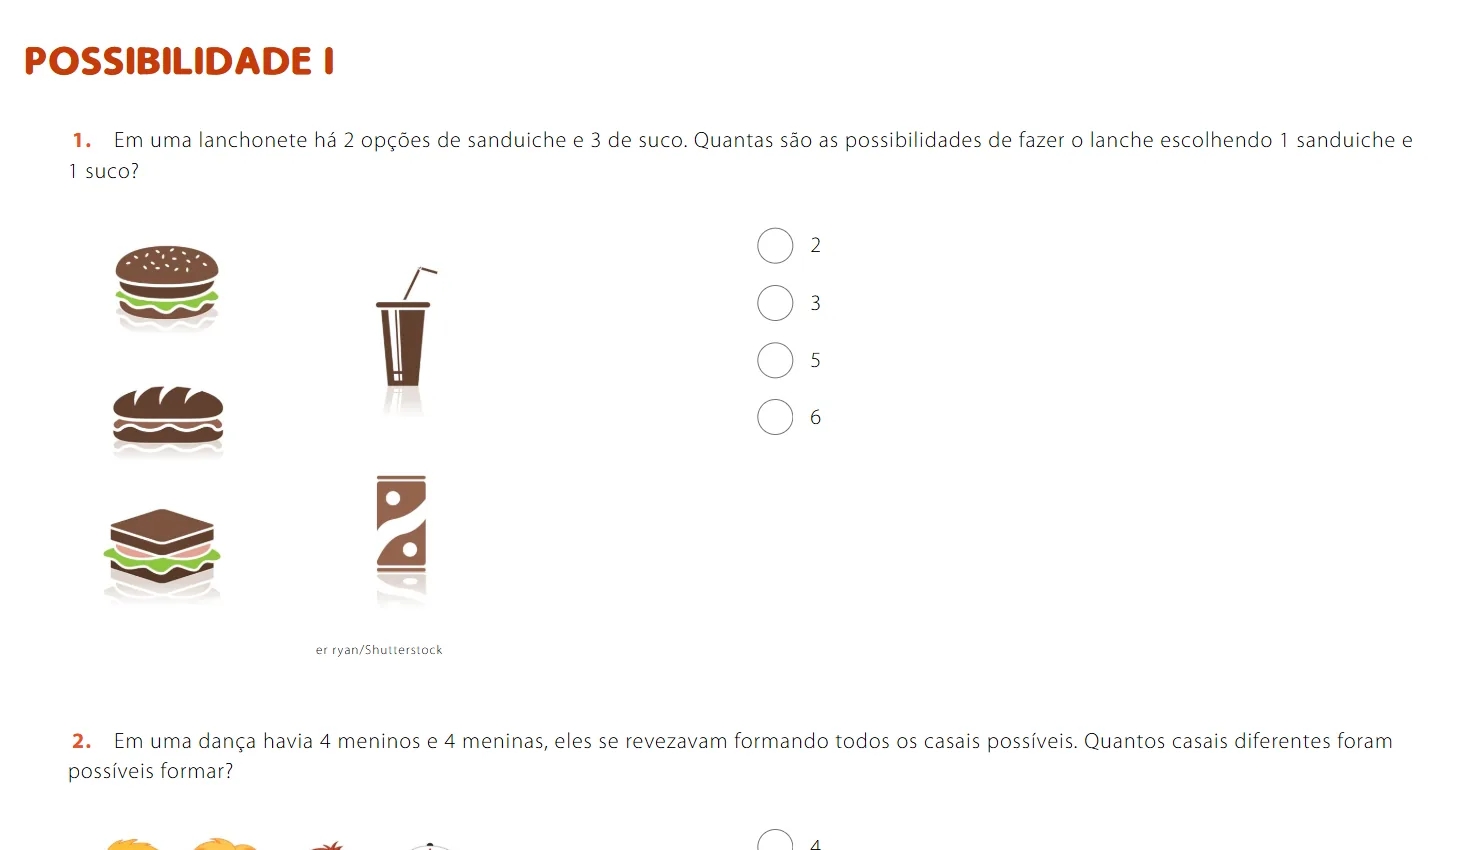 POSSIBILIDADE I
1. Em uma lanchonete há 2 opções de sanduiche e 3 de suco. Quantas são as possibilidades de fazer o lanche escolhendo 1 sanduiche e
1 suco?
2
3
5
6
er ryan/Shutterstock
2. Em uma dança havia 4 meninos e 4 meninas, eles se revezavam formando todos os casais possíveis. Quantos casais diferentes foram
possíveis formar?
4